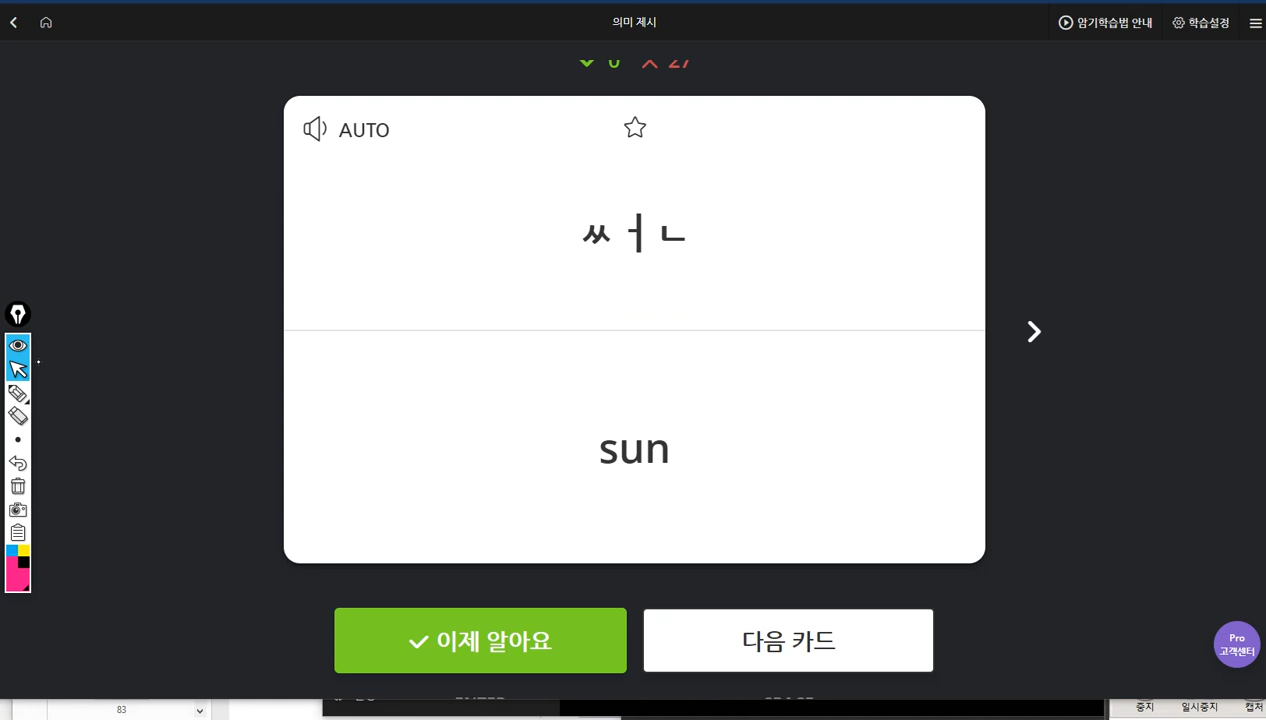 의미 제시
암기학습법 안내
학습설정
AUTO
ㅆ ㅓ ㄴ
sun
이제 알아요
다음 카드
Pro
고객센터
83
중지
일시중지
캡처